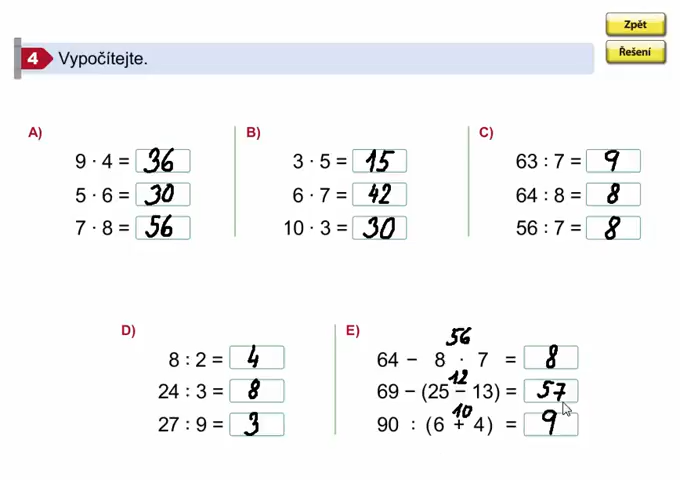 Zpět
Řešení
4 Vypočítejte.
A) B) C)
9 · 4 = 36 3 · 5 = 15 63 : 7 = 9
5 · 6 = 30 6 · 7 = 42 64 : 8 = 8
7 · 8 = 56 10 · 3 = 30 56 : 7 = 8
D) E)
56
8 : 2 = 4 64 − 8 · 7 = 8
12
24 : 3 = 8 69 − (25 − 13) = 57
10
27 : 9 = 3 90 : (6 + 4) = 9